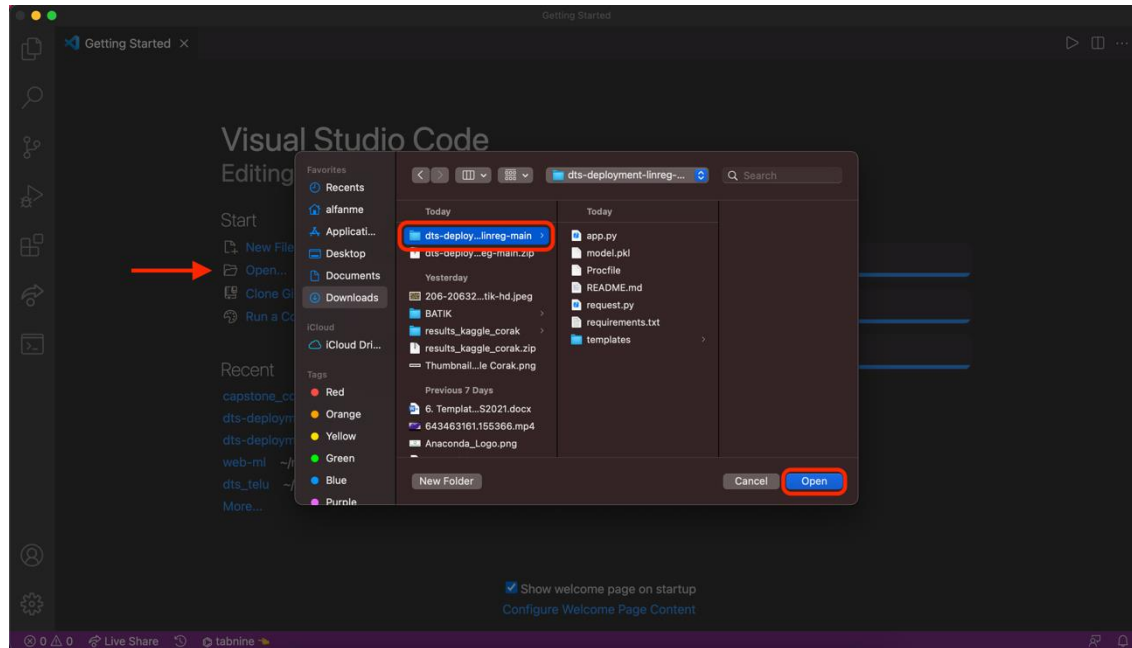 Getting Started
Getting Started
Visual Studio Code
Editing
Start
New File
Open...
Clone Gi
Run a Co
Recent
capstone_co
dts-deploym
dts-deploym
web-ml ~/
dts_telu ~/
More...
Favorites
Recents
alfanme
Applicati...
Desktop
Documents
Downloads
iCloud
iCloud Dri...
Tags
Red
Orange
Yellow
Green
Blue
Purple
dts-deployment-linreg-...
Search
Today
dts-deploy...linreg-main
dts-deploy...eg-main.zip
Yesterday
206-20632...tik-hd.jpeg
BATIK
results_kaggle_corak
results_kaggle_corak.zip
Thumbnail...le Corak.png
Previous 7 Days
6. Templat...S2021.docx
643463161.155366.mp4
Anaconda_Logo.png
Today
app.py
model.pkl
Procfile
README.md
request.py
requirements.txt
templates
New Folder
Cancel
Open
Show welcome page on startup
Configure Welcome Page Content
0 0 Live Share tabnine